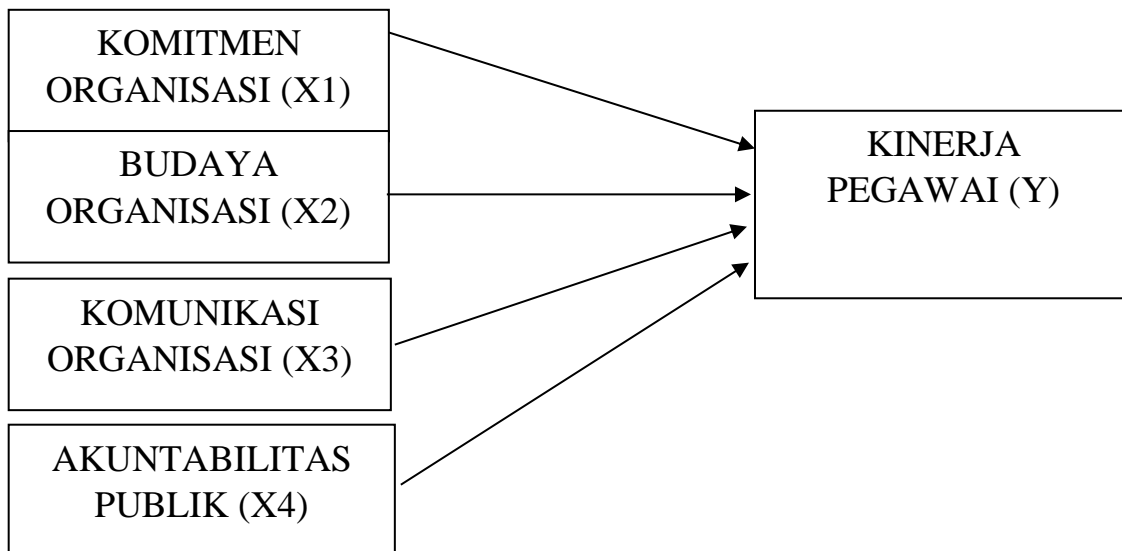 KOMITMEN
ORGANISASI (X1)
BUDAYA
ORGANISASI (X2)
KOMUNIKASI
ORGANISASI (X3)
AKUNTABILITAS
PUBLIK (X4)
KINERJA
PEGAWAI (Y)